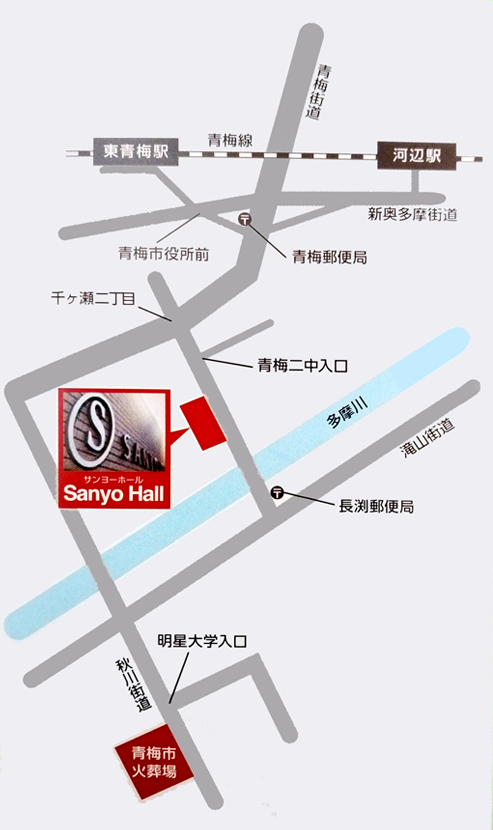 青梅街道
青梅線
東青梅駅
河辺駅
新奥多摩街道
〒
青梅市役所前
青梅郵便局
千ヶ瀬二丁目
青梅二中入口
多摩川
滝山街道
S
SANY
サンヨーホール
Sanyo Hall
〒
長渕郵便局
明星大学入口
秋川街道
青梅市
火葬場